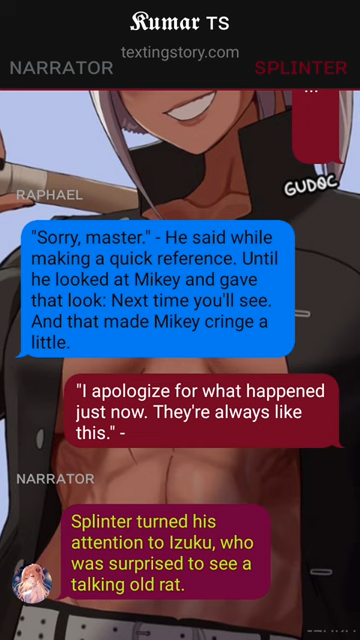 𝕶𝖚𝖒𝖆𝖗 TS
textingstory.com
NARRATOR
SPLINTER
...
GUDOC
RAPHAEL
"Sorry, master." - He said while
making a quick reference. Until
he looked at Mikey and gave
that look: Next time you'll see.
And that made Mikey cringe a
little.
"I apologize for what happened
just now. They're always like
this." -
NARRATOR
Splinter turned his
attention to Izuku, who
was surprised to see a
talking old rat.